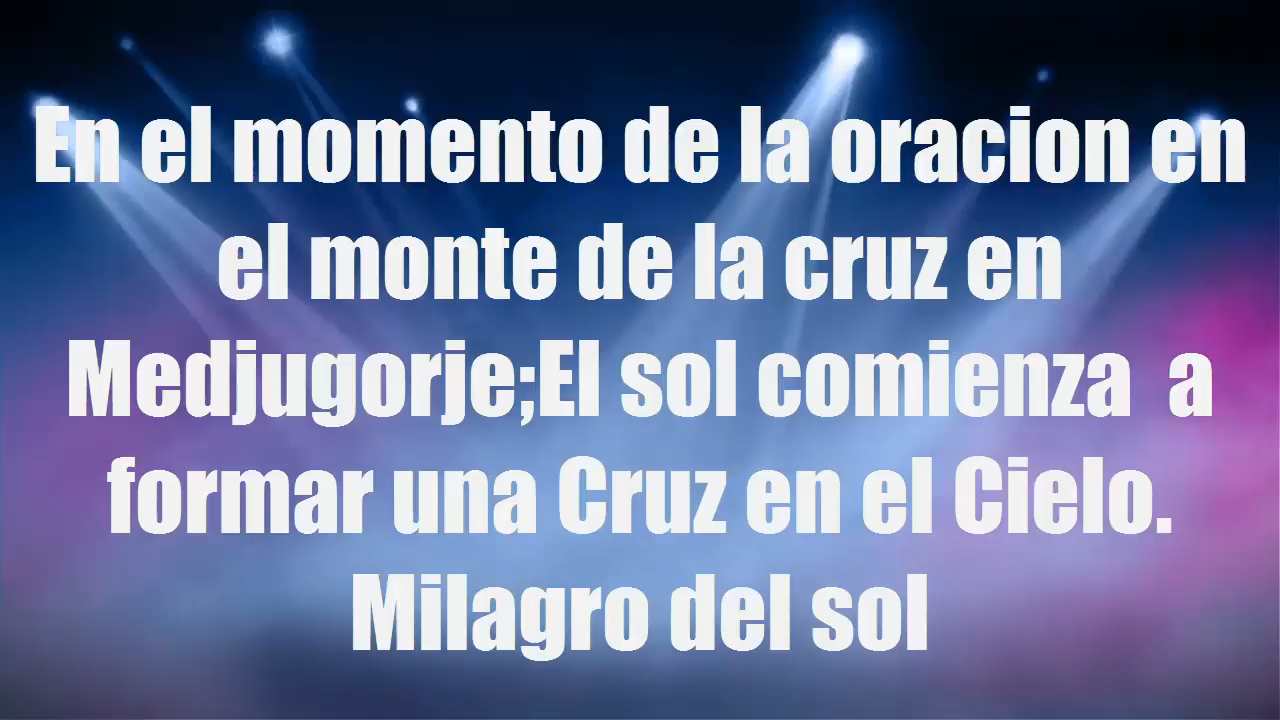 En el momento de la oracion en
el monte de la cruz en
Medjugorje;El sol comienza  a
formar una Cruz en el Cielo.
Milagro del sol